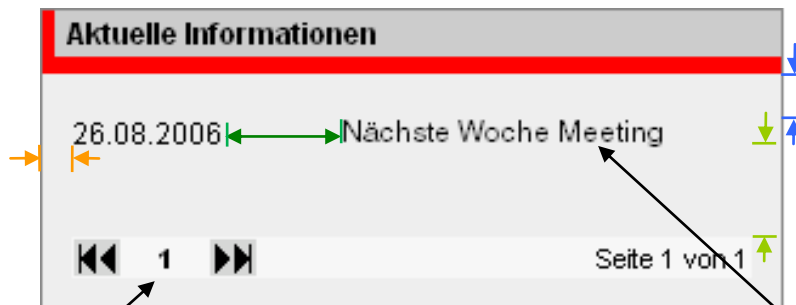 Aktuelle Informationen
26.08.2006 Nächste Woche Meeting
1 Seite 1 von 1